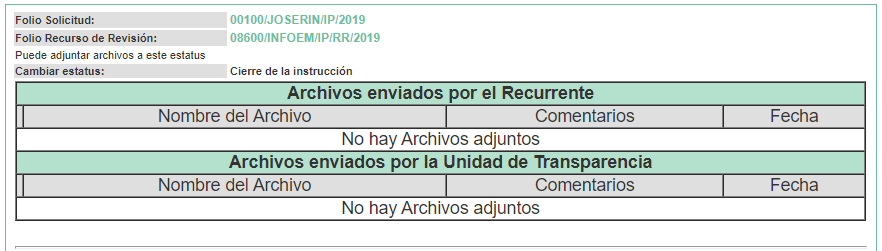 Folio Solicitud: 00100/JOSERIN/IP/2019
Folio Recurso de Revisión: 08600/INFOEM/IP/RR/2019
Puede adjuntar archivos a este estatus
Cambiar estatus: Cierre de la instrucción
Archivos enviados por el Recurrente
Nombre del Archivo Comentarios Fecha
No hay Archivos adjuntos
Archivos enviados por la Unidad de Transparencia
Nombre del Archivo Comentarios Fecha
No hay Archivos adjuntos